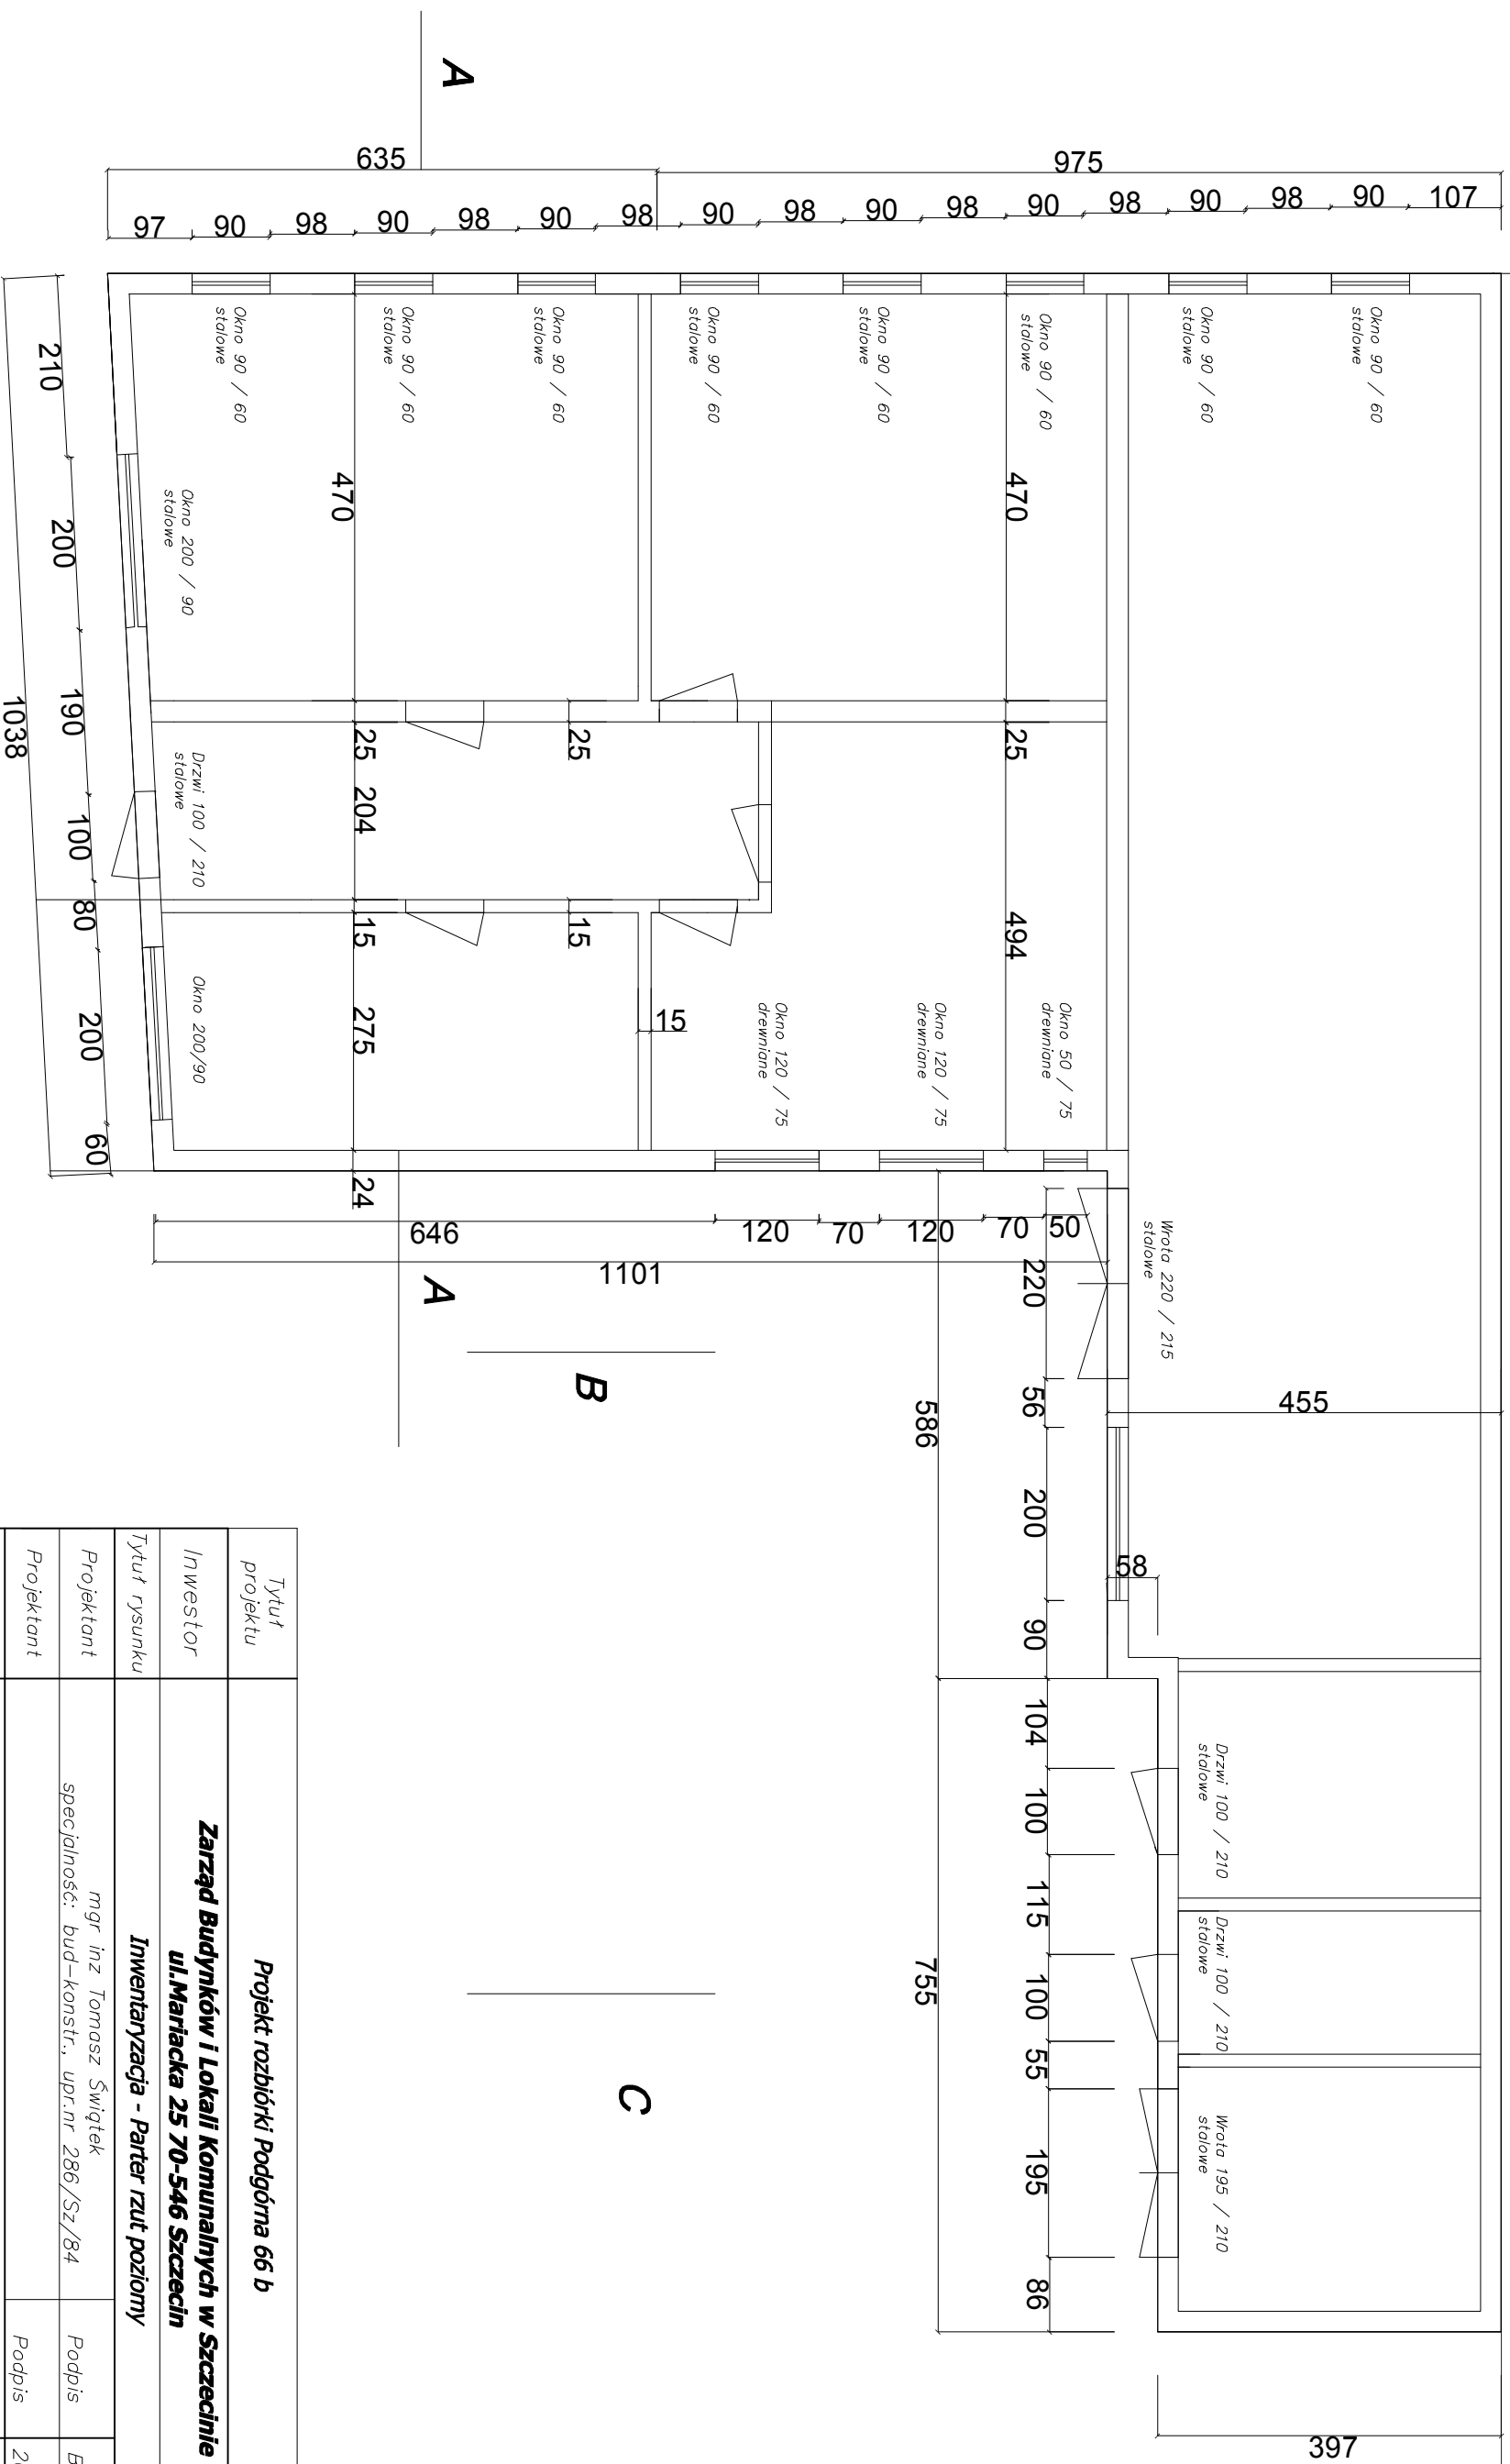 A
635
975
97
90
98
90
98
90
98
90
98
90
98
90
98
90
98
90
107
Okno 90 / 60
stalowe
Okno 90 / 60
stalowe
Okno 90 / 60
stalowe
Okno 90 / 60
stalowe
Okno 90 / 60
stalowe
Okno 90 / 60
stalowe
Okno 90 / 60
stalowe
Okno 90 / 60
stalowe
210
200
190
100
80
200
60
1038
Okno 200 / 90
stalowe
470
470
25
25
25
Drzwi 100 / 210
stalowe
204
494
15
15
Okno 200/90
275
15
Okno 120 / 75
drewniane
Okno 120 / 75
drewniane
Okno 50 / 75
drewniane
24
646
120
70
120
70
50
1101
A
B
Wrota 220 / 215
stalowe
220
56
200
90
586
455
58
104
100
115
100
55
195
86
755
Drzwi 100 / 210
stalowe
Drzwi 100 / 210
stalowe
Wrota 195 / 210
stalowe
C
397
Tytuł
projektu
Projekt rozbiórki Podgórna 66 b
Inwestor
Zarząd Budynków i Lokali Komunalnych w Szczecinie
ul.Mariacka 25 70-546 Szczecin
Tytuł rysunku
Inwentaryzacja - Parter rzut poziomy
Projektant
mgr inz Tomasz Świątek
specjalność: bud-konstr., upr.nr 286/Sz/84
Podpis
Projektant
Podpis